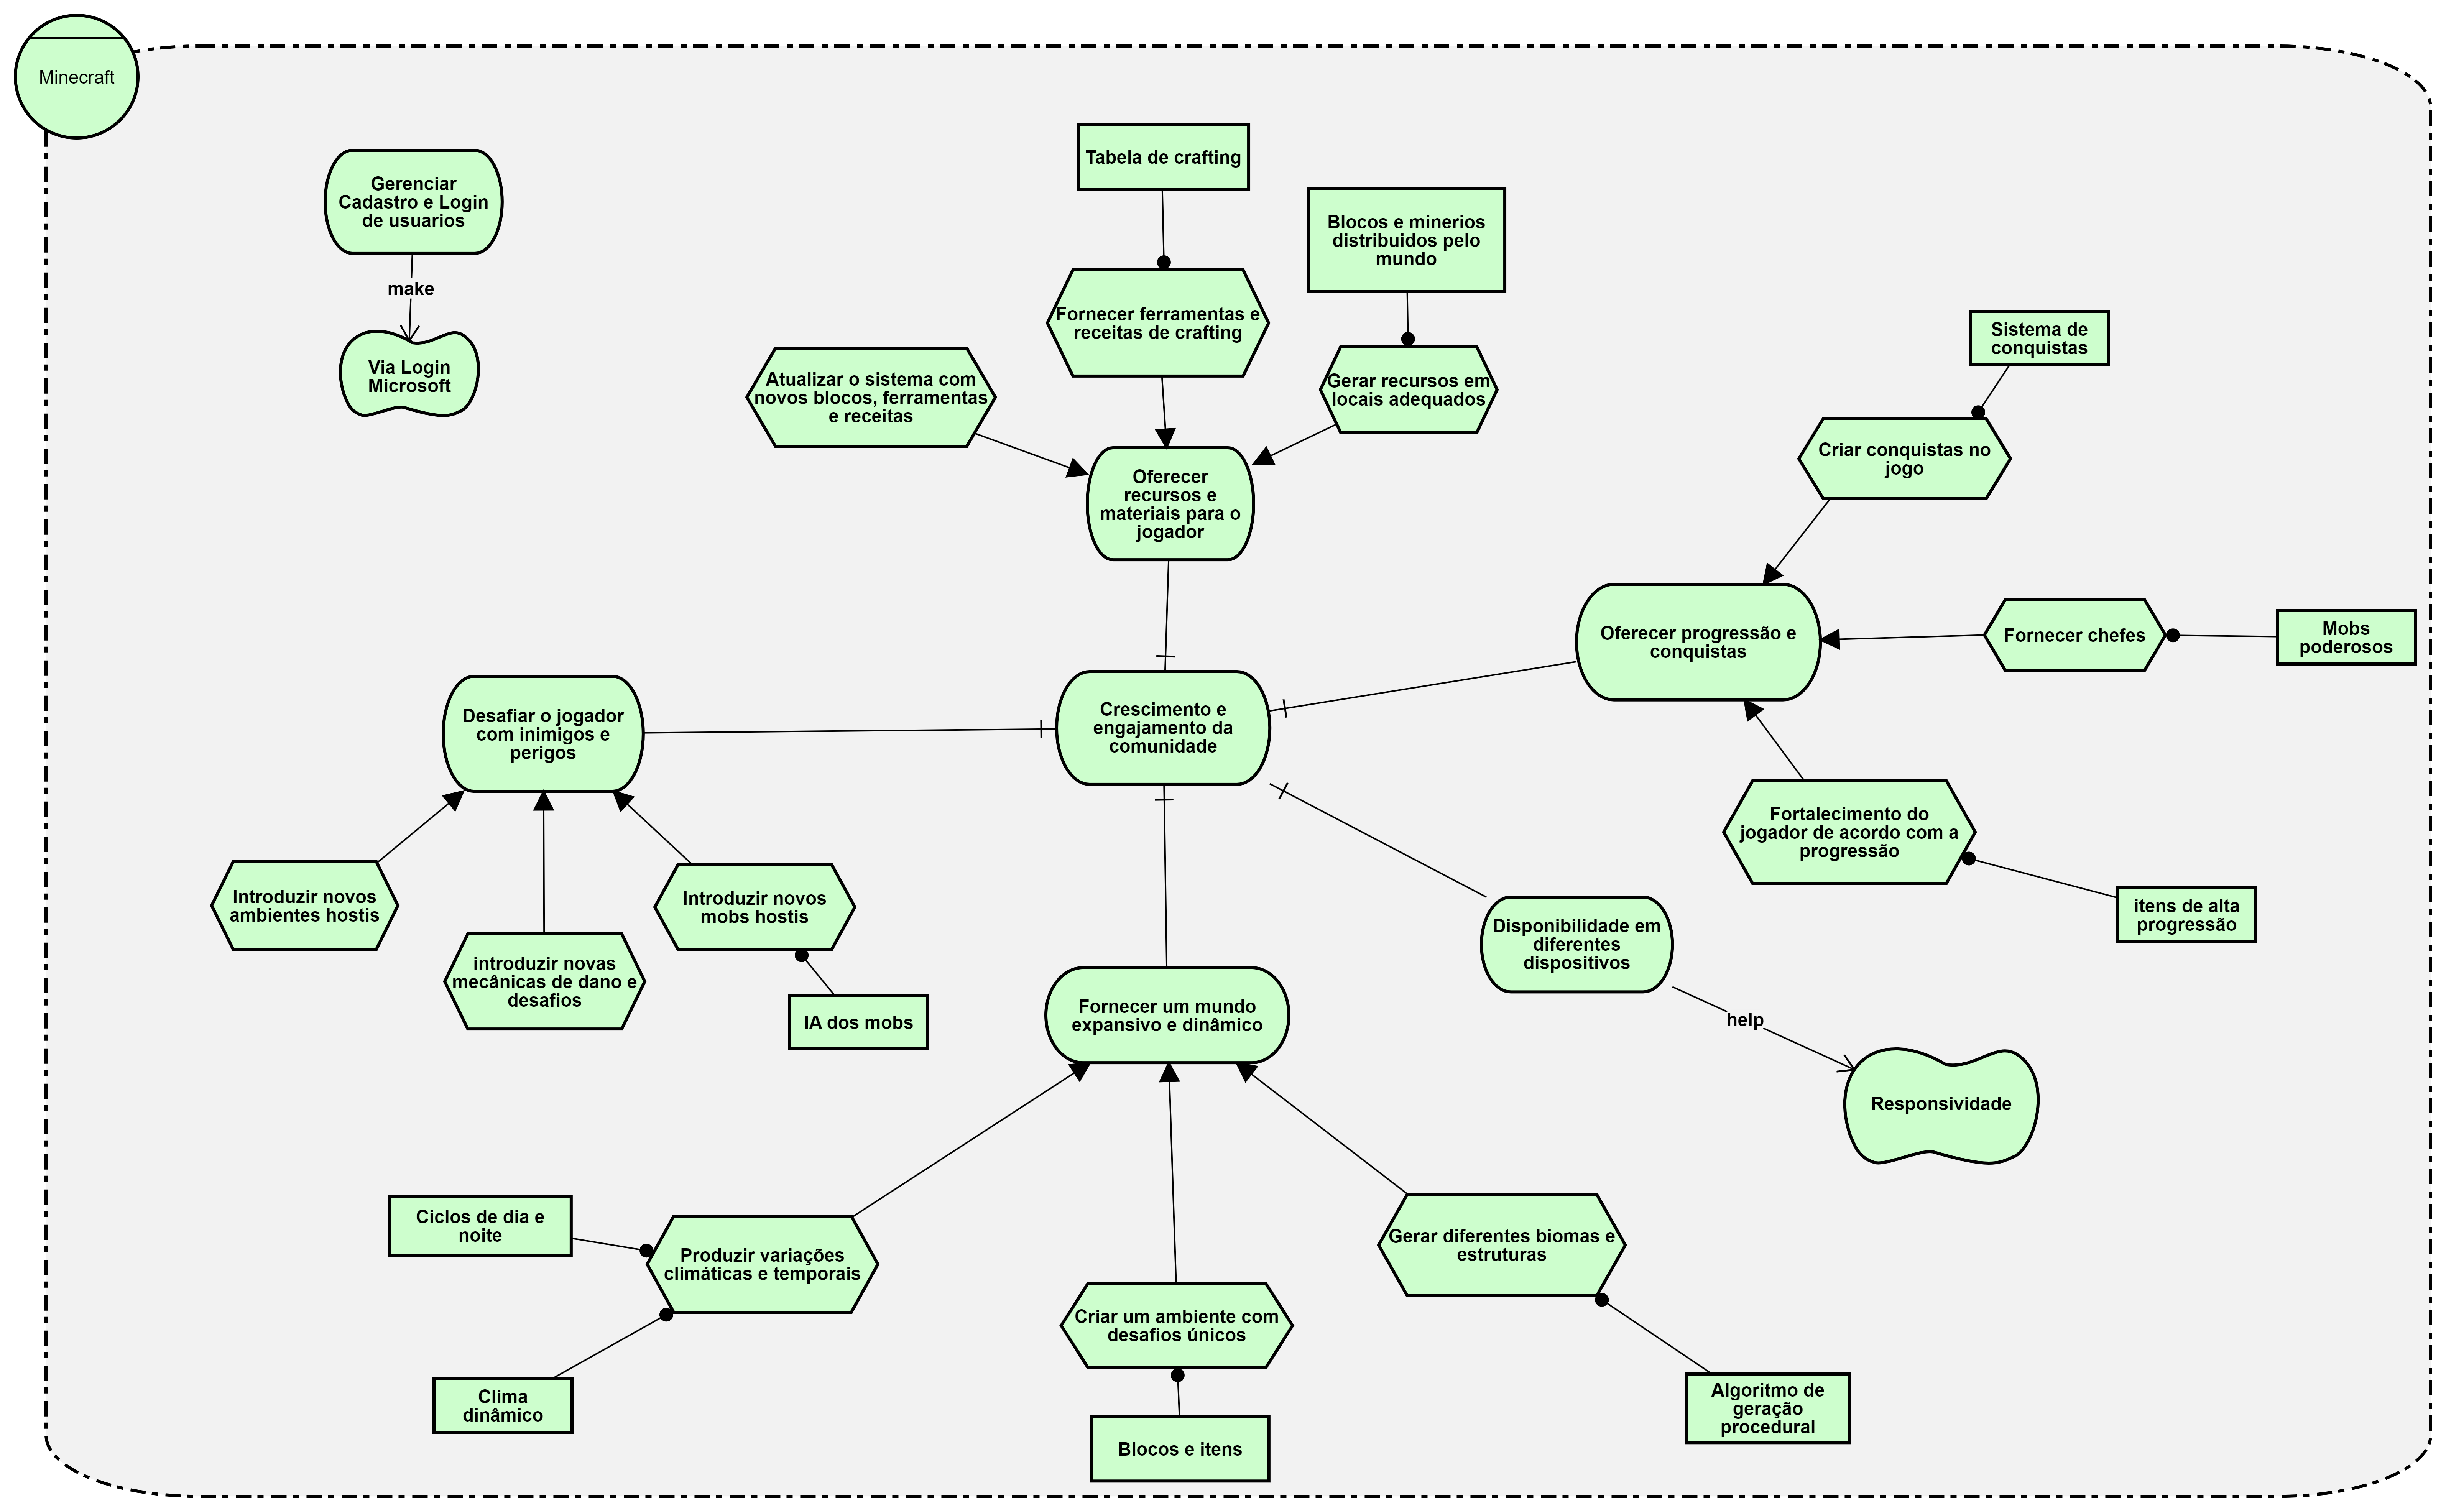 Minecraft
Gerenciar
Cadastro e Login
de usuarios
make
Via Login
Microsoft
Tabela de crafting
Blocos e minerios
distribuidos pelo
mundo
Fornecer ferramentas e
receitas de crafting
Atualizar o sistema com
novos blocos, ferramentas
e receitas
Gerar recursos em
locais adequados
Oferecer
recursos e
materiais para o
jogador
Sistema de
conquistas
Criar conquistas no
jogo
Oferecer progressão e
conquistas
Fornecer chefes
Mobs
poderosos
Desafiar o jogador
com inimigos e
perigos
Crescimento e
engajamento da
comunidade
Fortalecimento do
jogador de acordo com a
progressão
itens de alta
progressão
Introduzir novos
ambientes hostis
introduzir novas
mecânicas de dano e
desafios
Introduzir novos
mobs hostis
IA dos mobs
Disponibilidade em
diferentes
dispositivos
help
Responsividade
Fornecer um mundo
expansivo e dinâmico
Ciclos de dia e
noite
Produzir variações
climáticas e temporais
Clima
dinâmico
Criar um ambiente com
desafios únicos
Blocos e itens
Gerar diferentes biomas e
estruturas
Algoritmo de
geração
procedural